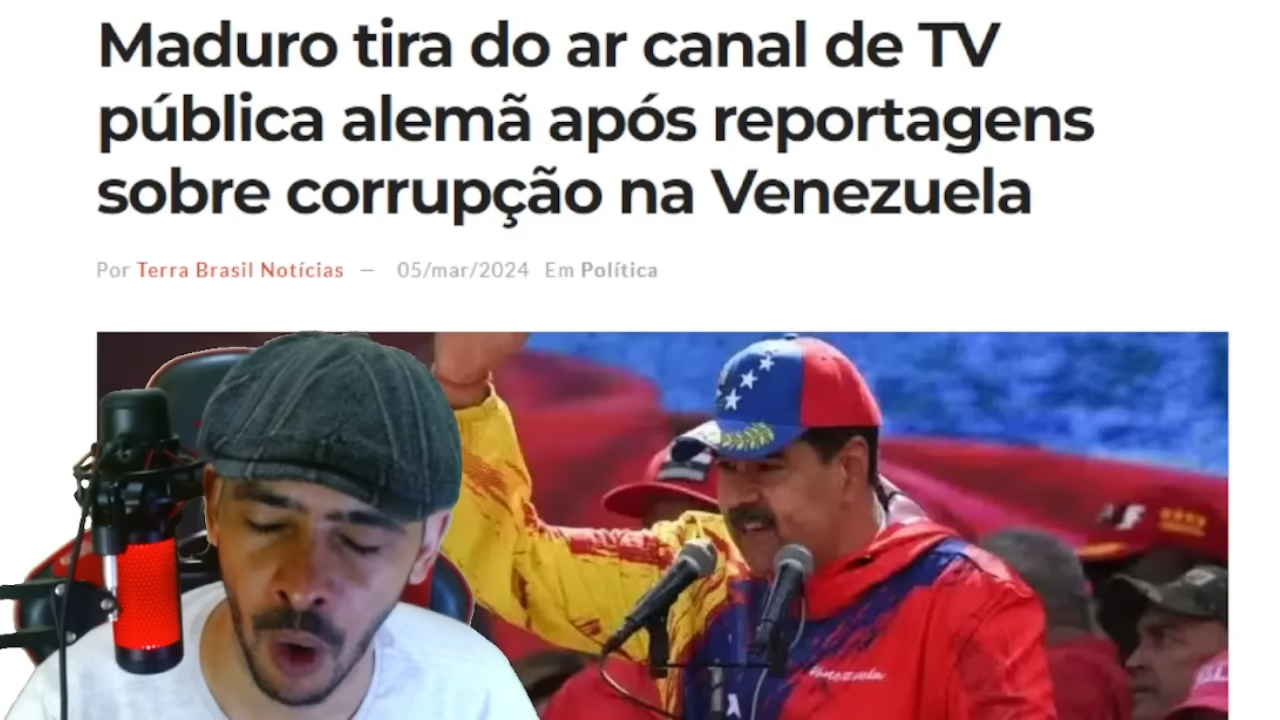 Maduro tira do ar canal de TV
pública alemã após reportagens
sobre corrupção na Venezuela
Por Terra Brasil Notícias — 05/mar/2024 Em Política
Venezuela